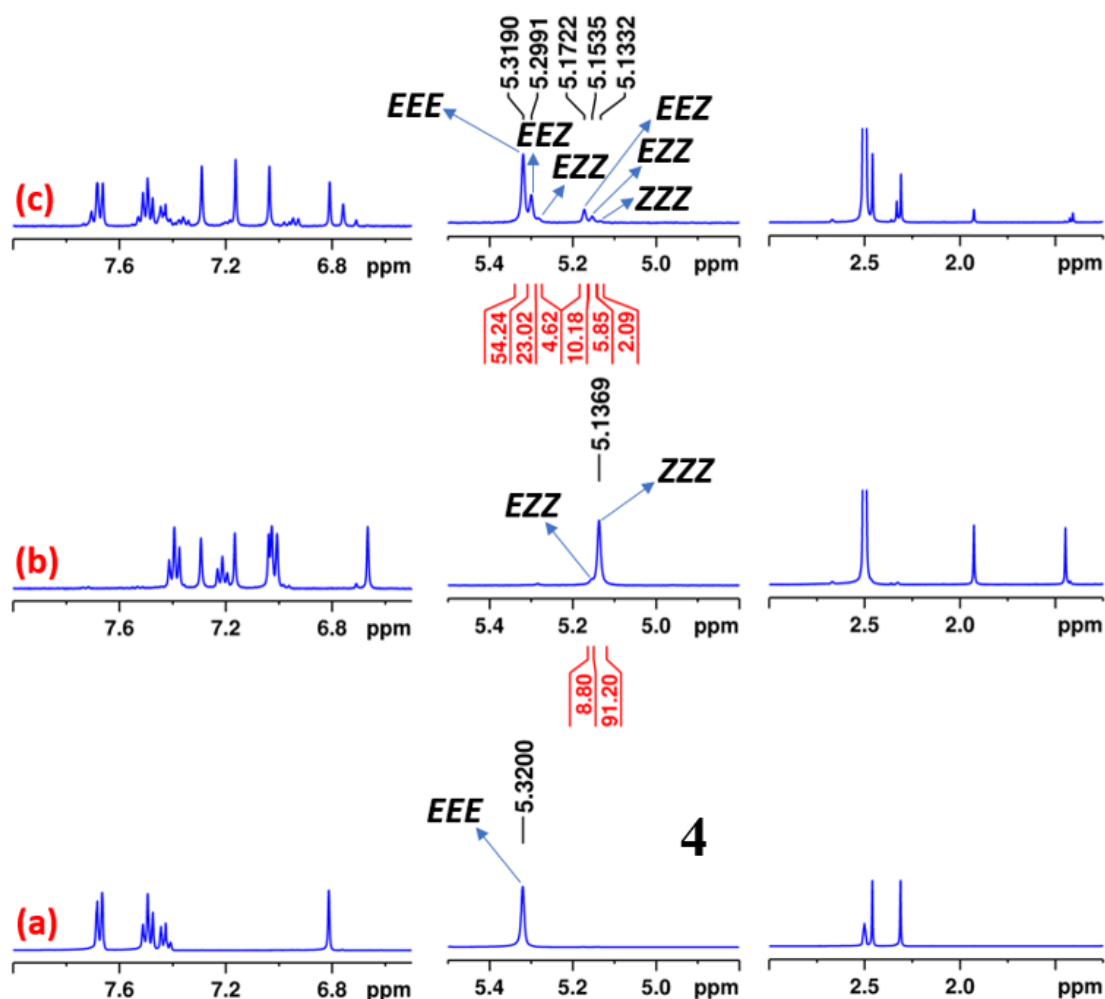 5.3190
5.2991
5.1722
5.1535
5.1332
EEE
EEZ
EZZ
EEZ
EZZ
ZZZ
(c)
7.6 7.2 6.8 ppm
5.4 5.2 5.0 ppm
2.5 2.0 ppm
54.24
23.02
4.62
10.18
5.85
2.09
5.1369
EZZ
ZZZ
(b)
7.6 7.2 6.8 ppm
5.4 5.2 5.0 ppm
2.5 2.0 ppm
8.80
91.20
5.3200
EEE
4
(a)
7.6 7.2 6.8 ppm
5.4 5.2 5.0 ppm
2.5 2.0 ppm